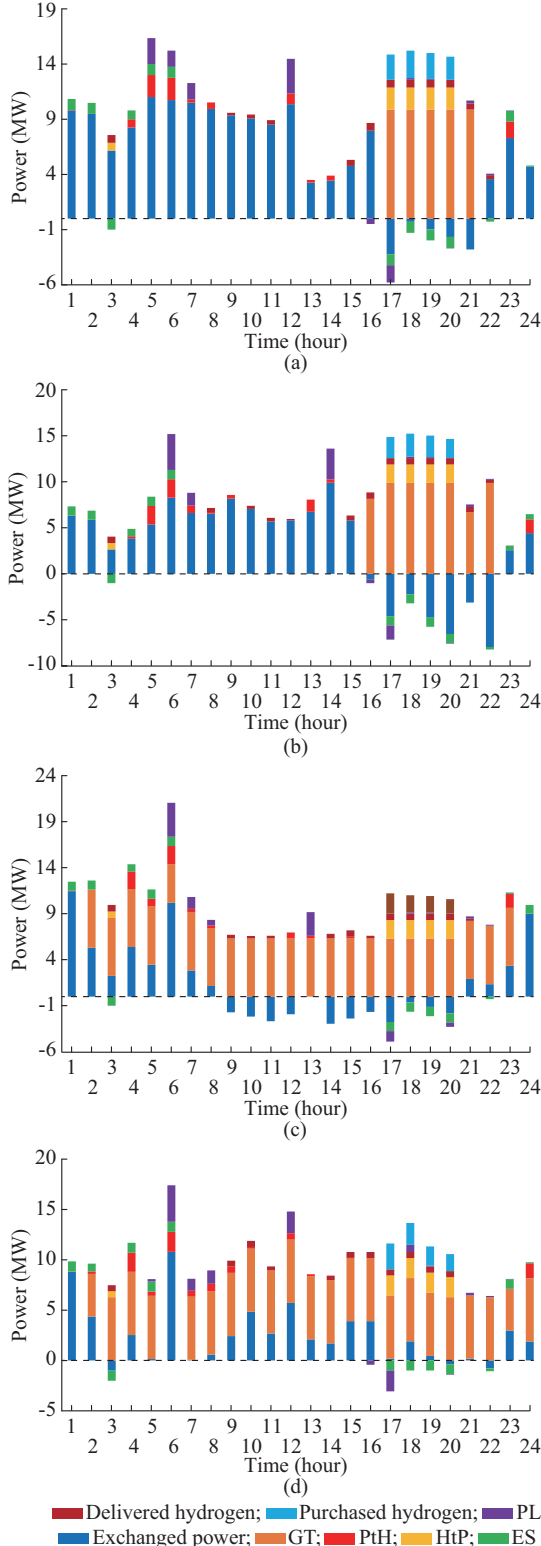 19
14
9
4
-1
-6
Power (MW)
1 3 5 7 9 11 13 15 17 19 21 23
2 4 6 8 10 12 14 16 18 20 22 24
Time (hour)
(a)
20
15
10
5
0
-5
-10
Power (MW)
1 3 5 7 9 11 13 15 17 19 21 23
2 4 6 8 10 12 14 16 18 20 22 24
Time (hour)
(b)
24
19
14
9
4
-1
-6
Power (MW)
1 3 5 7 9 11 13 15 17 19 21 23
2 4 6 8 10 12 14 16 18 20 22 24
Time (hour)
(c)
20
15
10
5
0
-5
Power (MW)
1 3 5 7 9 11 13 15 17 19 21 23
2 4 6 8 10 12 14 16 18 20 22 24
Time (hour)
(d)
Delivered hydrogen; Purchased hydrogen; PL
Exchanged power; GT; PtH; HtP; ES